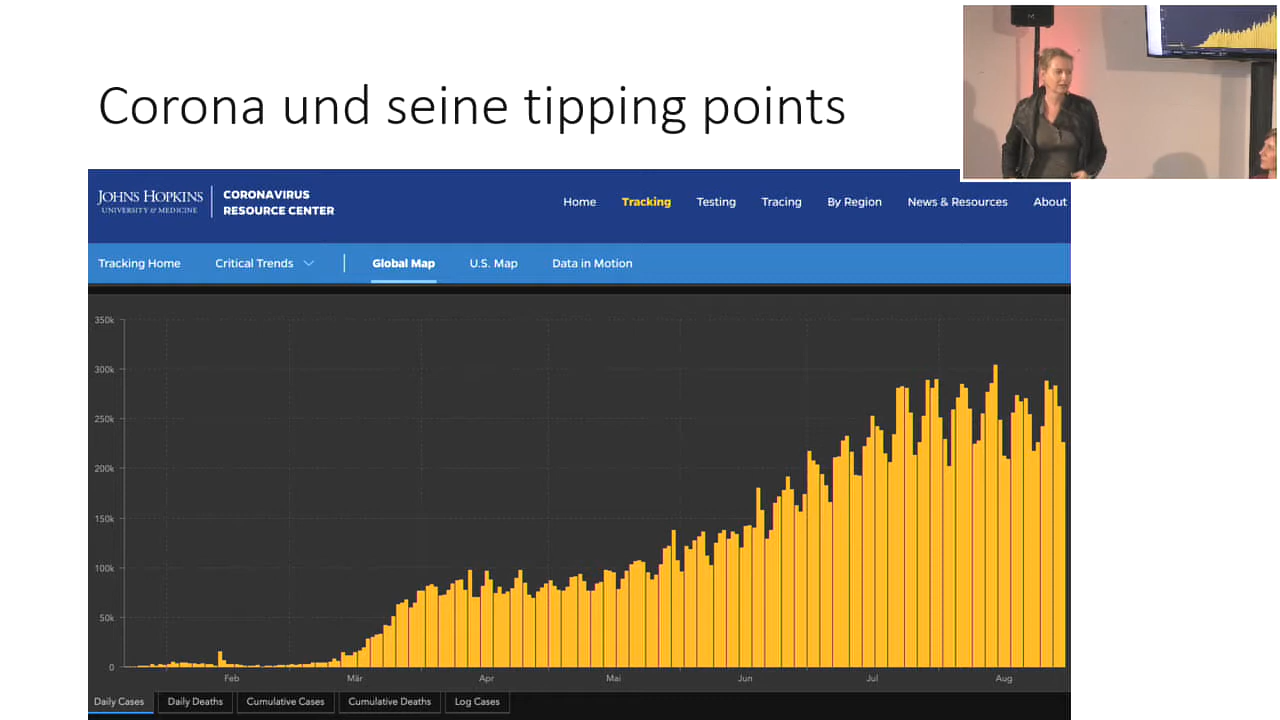 Corona und seine tipping points
JOHNS HOPKINS
UNIVERSITY & MEDICINE
CORONAVIRUS
RESOURCE CENTER
Home Tracking Testing Tracing By Region News & Resources About
Tracking Home Critical Trends Global Map U.S. Map Data in Motion
350k
300k
250k
200k
150k
100k
50k
0
Feb Mär Apr Mai Jun Jul Aug
Daily Cases Daily Deaths Cumulative Cases Cumulative Deaths Log Cases